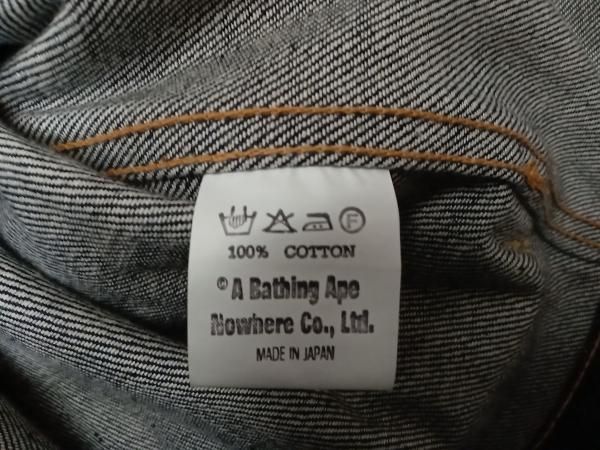 F
100% COTTON
© A Bathing Ape
Nowhere Co., Ltd.
MADE IN JAPAN